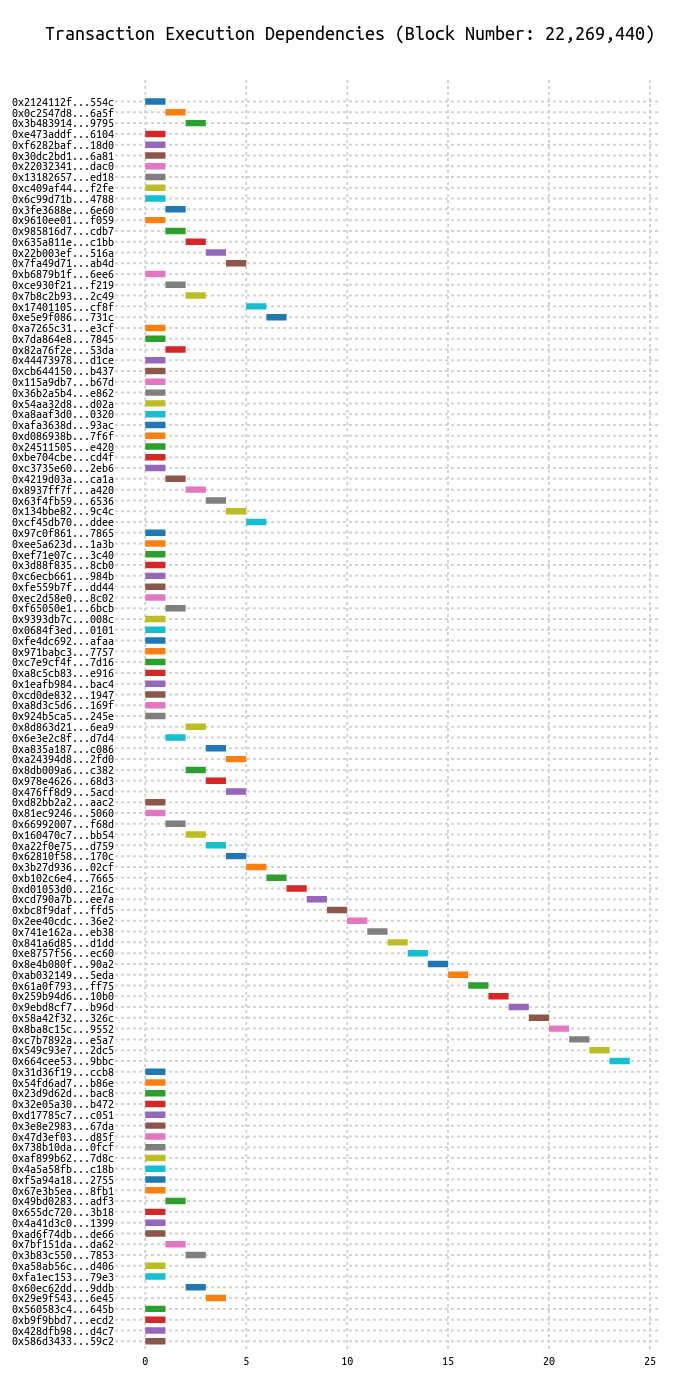 Transaction Execution Dependencies (Block Number: 22,269,440)
0x2124112f...554c
0x0c2547d8...6a5f
0x3b483914...9795
0xe473addf...6104
0xf6282baf...18d0
0x30dc2bd1...6a81
0x22032341...dac0
0x13182657...ed18
0xc409af44...f2fe
0x6c99d71b...4788
0x3fe3688e...6e60
0x9610ee01...f059
0x985816d7...cdb7
0x635a811e...c1bb
0x22b003ef...516a
0x7fa49d71...ab4d
0xb6879b1f...6ee6
0xce930f21...f219
0x7b8c2b93...2c49
0x17401105...cf8f
0xe5e9f086...731c
0xa7265c31...e3cf
0x7da864e8...7845
0x82a76f2e...53da
0x44473978...d1ce
0xcb644150...b437
0x115a9db7...b67d
0x36b2a5b4...e862
0x54aa32d8...d02a
0xa8aaf3d0...0320
0xafa3638d...93ac
0xd086938b...7f6f
0x24511505...e420
0xbe704cbe...cd4f
0xc3735e60...2eb6
0x4219d03a...ca1a
0x8937ff7f...a420
0x63f4fb59...6536
0x134bbe82...9c4c
0xcf45db70...ddee
0x97c0f861...7865
0xee5a623d...1a3b
0xef71e07c...3c40
0x3d88f835...8cb0
0xc6ecb661...984b
0xfe559b7f...dd44
0xec2d58e0...8c02
0xf65050e1...6bcb
0x9393db7c...008c
0x0684f3ed...0101
0xfe4dc692...afaa
0x971babc3...7757
0xc7e9cf4f...7d16
0xa8c5cb83...e916
0x1eafb984...bac4
0xcd0de832...1947
0xa8d3c5d6...169f
0x924b5ca5...245e
0x8d863d21...6ea9
0x6e3e2c8f...d7d4
0xa835a187...c086
0xa24394d8...2fd0
0x8db009a6...c382
0x978e4626...68d3
0x476ff8d9...5acd
0xd82bb2a2...aac2
0x81ec9246...5060
0x66992007...f68d
0x160470c7...bb54
0xa22f0e75...d759
0x62810f58...170c
0x3b27d936...02cf
0xb102c6e4...7665
0xd01053d0...216c
0xcd790a7b...ee7a
0xbc8f9daf...ffd5
0x2ee40cdc...36e2
0x741e162a...eb38
0x841a6d85...d1dd
0xe8757f56...ec60
0x8e4b080f...90a2
0xab032149...5eda
0x61a0f793...ff75
0x259b94d6...10b0
0x9ebd8cf7...b96d
0x58a42f32...326c
0x8ba8c15c...9552
0xc7b7892a...e5a7
0x549c93e7...2dc5
0x664cee53...9bbc
0x31d36f19...ccb8
0x54fd6ad7...b86e
0x23d9d62d...bac8
0x32e05a30...b472
0xd17785c7...c051
0x3e8e2983...67da
0x47d3ef03...d85f
0x738b10da...0fcf
0xaf899b62...7d8c
0x4a5a58fb...c18b
0xf5a94a18...2755
0x67e3b5ea...8fb1
0x49bd0283...adf3
0x655dc720...3b18
0x4a41d3c0...1399
0xad6f74db...de66
0x7bf151da...da62
0x3b83c550...7853
0xa58ab56c...d406
0xfa1ec153...79e3
0x60ec62dd...9ddb
0x29e9f543...6e45
0x560583c4...645b
0xb9f9bbd7...ecd2
0x428dfb98...d4c7
0x586d3433...59c2
0 5 10 15 20 25